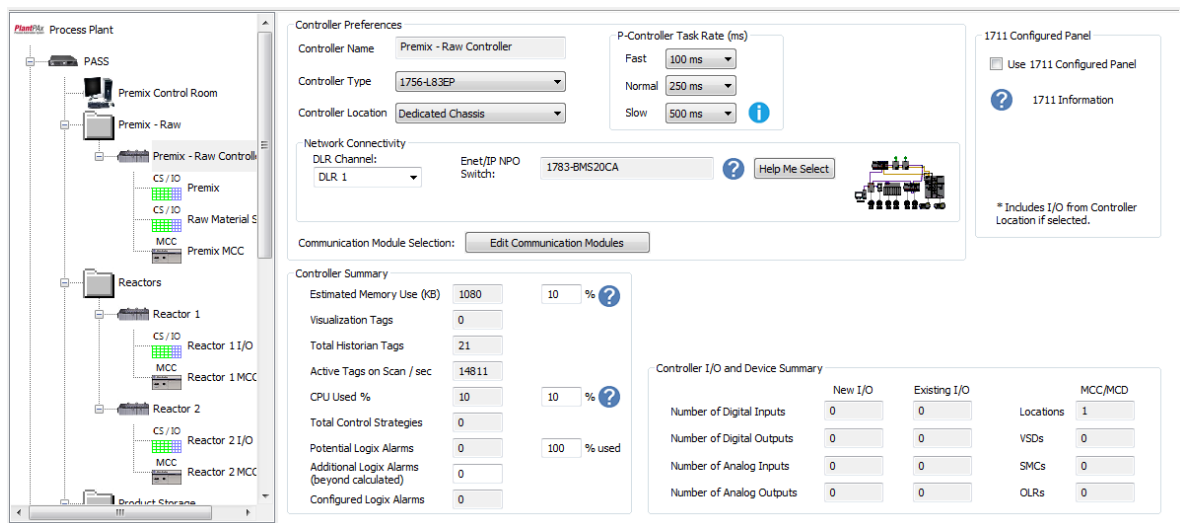 PlantPAx Process Plant
PASS
Premix Control Room
Premix - Raw
Premix - Raw Controlle
CS/IO
Premix
CS/IO
Raw Material S
MCC
Premix MCC
Reactors
Reactor 1
CS/IO
Reactor 1 I/O
MCC
Reactor 1 MCC
Reactor 2
CS/IO
Reactor 2 I/O
MCC
Reactor 2 MCC
Product Storage
Controller Preferences
Controller Name Premix - Raw Controller
Controller Type 1756-L83EP
Controller Location Dedicated Chassis
P-Controller Task Rate (ms)
Fast 100 ms
Normal 250 ms
Slow 500 ms
Network Connectivity
DLR Channel:
DLR 1
Enet/IP NPO
Switch:
1783-BMS20CA
Help Me Select
Communication Module Selection: Edit Communication Modules
1711 Configured Panel
Use 1711 Configured Panel
1711 Information
* Includes I/O from Controller
Location if selected.
Controller Summary
Estimated Memory Use (KB) 1080 10 %
Visualization Tags 0
Total Historian Tags 21
Active Tags on Scan / sec 14811
CPU Used % 10 10 %
Total Control Strategies 0
Potential Logix Alarms 0 100 % used
Additional Logix Alarms
(beyond calculated) 0
Configured Logix Alarms 0
Controller I/O and Device Summary
New I/O Existing I/O MCC/MCD
Number of Digital Inputs 0 0 Locations 1
Number of Digital Outputs 0 0 VSDs 0
Number of Analog Inputs 0 0 SMCs 0
Number of Analog Outputs 0 0 OLRs 0